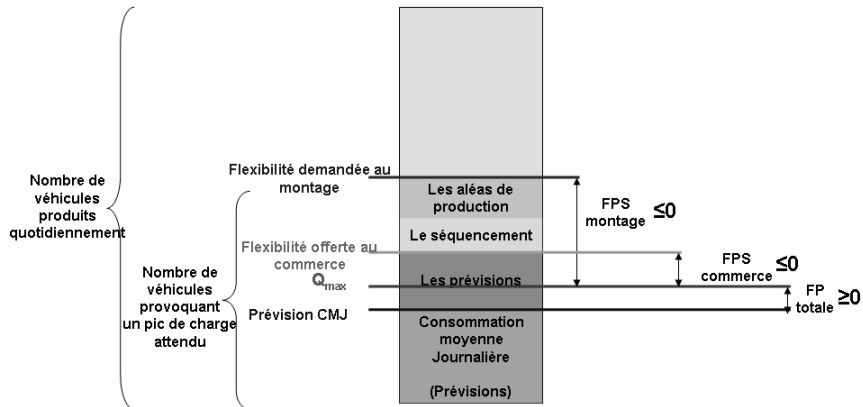 Nombre de
véhicules
produits
quotidiennement
Nombre de
véhicules
provoquant
un pic de charge
attendu
Flexibilité demandée au
montage
Flexibilité offerte au
commerce
Qmax
Prévision CMJ
Les aléas de
production
Le séquencement
Les prévisions
Consommation
moyenne
Journalière
(Prévisions)
FPS
montage ≤0
FPS
commerce ≤0
FP
totale ≥0